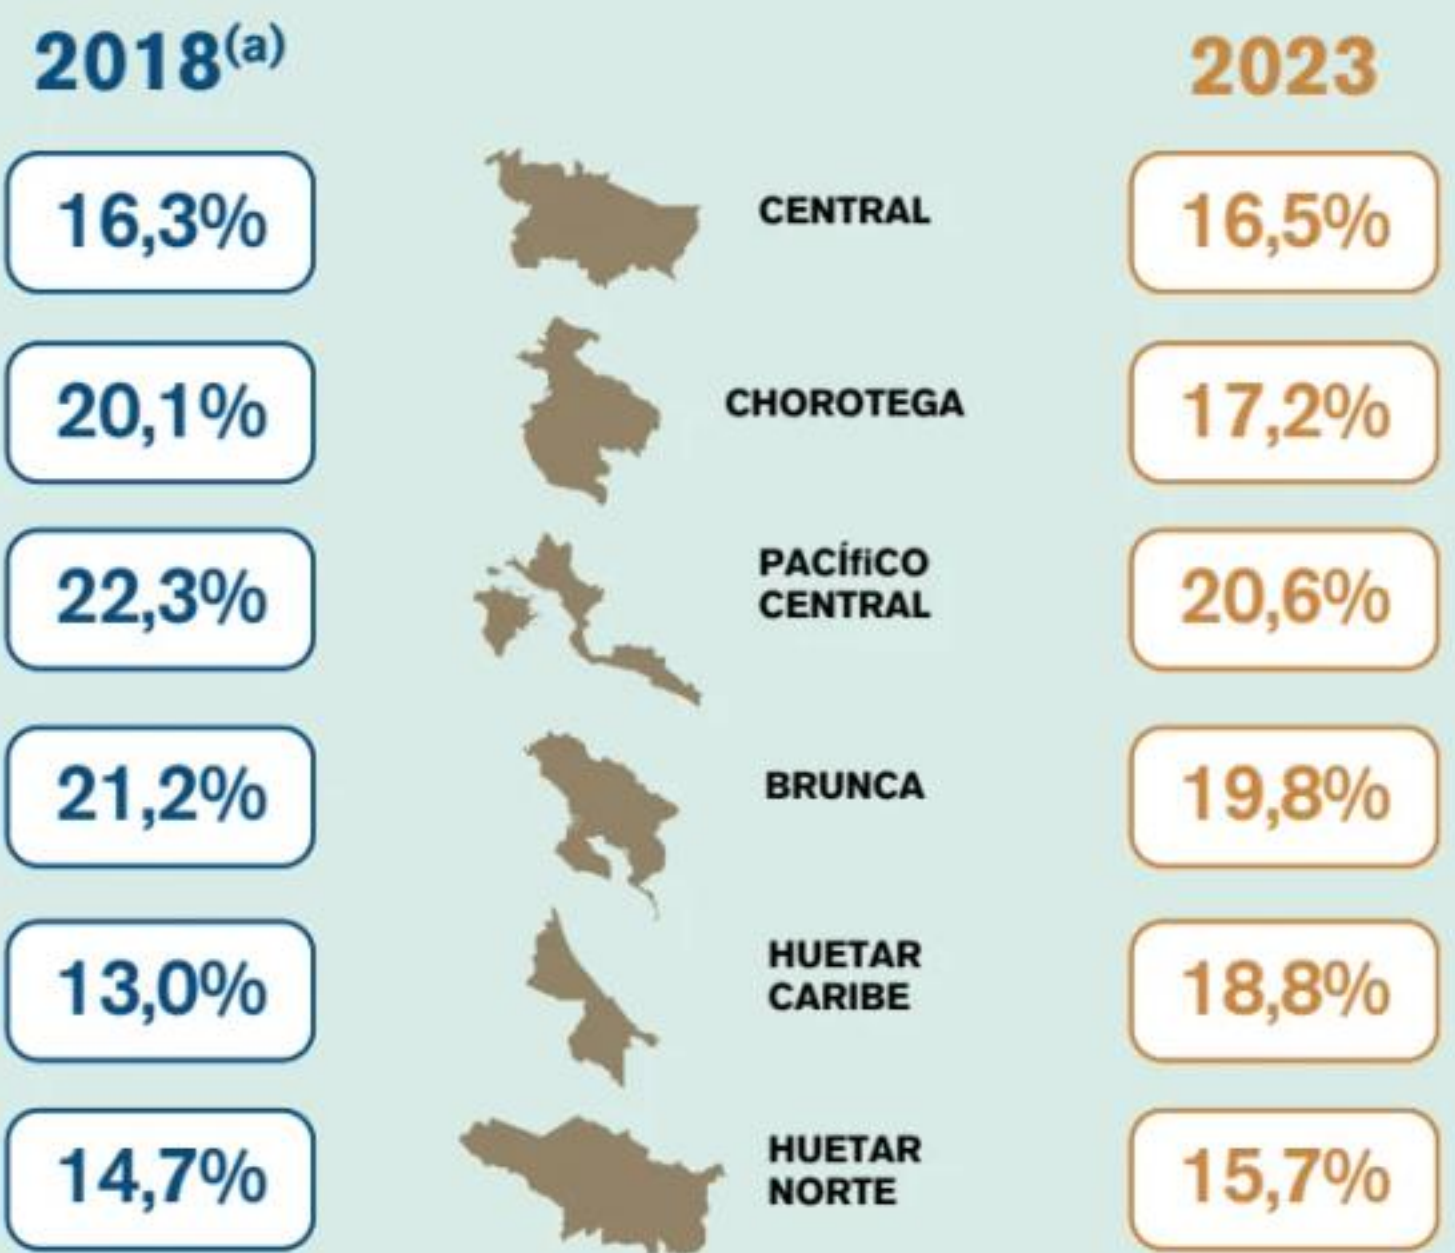 2018(a)
2023
16,3%
CENTRAL
16,5%
20,1%
CHOROTEGA
17,2%
22,3%
PACÍfiCO
CENTRAL
20,6%
21,2%
BRUNCA
19,8%
13,0%
HUETAR
CARIBE
18,8%
14,7%
HUETAR
NORTE
15,7%